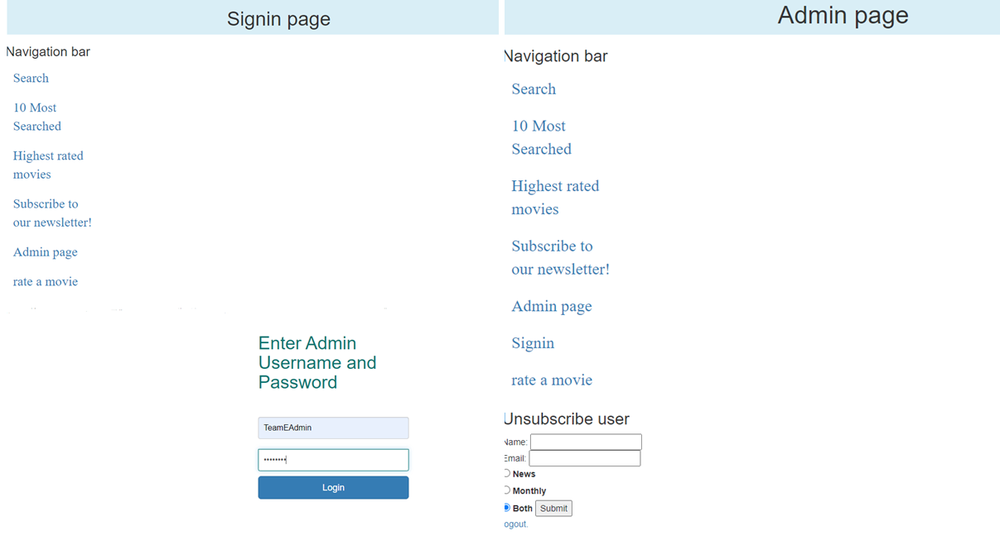 Signin page
Navigation bar
Search
10 Most
Searched
Highest rated
movies
Subscribe to
our newsletter!
Admin page
rate a movie
Enter Admin
Username and
Password
TeamEAdmin
••••••••
Login
Admin page
Navigation bar
Search
10 Most
Searched
Highest rated
movies
Subscribe to
our newsletter!
Admin page
Signin
rate a movie
Unsubscribe user
Name:
Email:
News
Monthly
Both Submit
ogout.